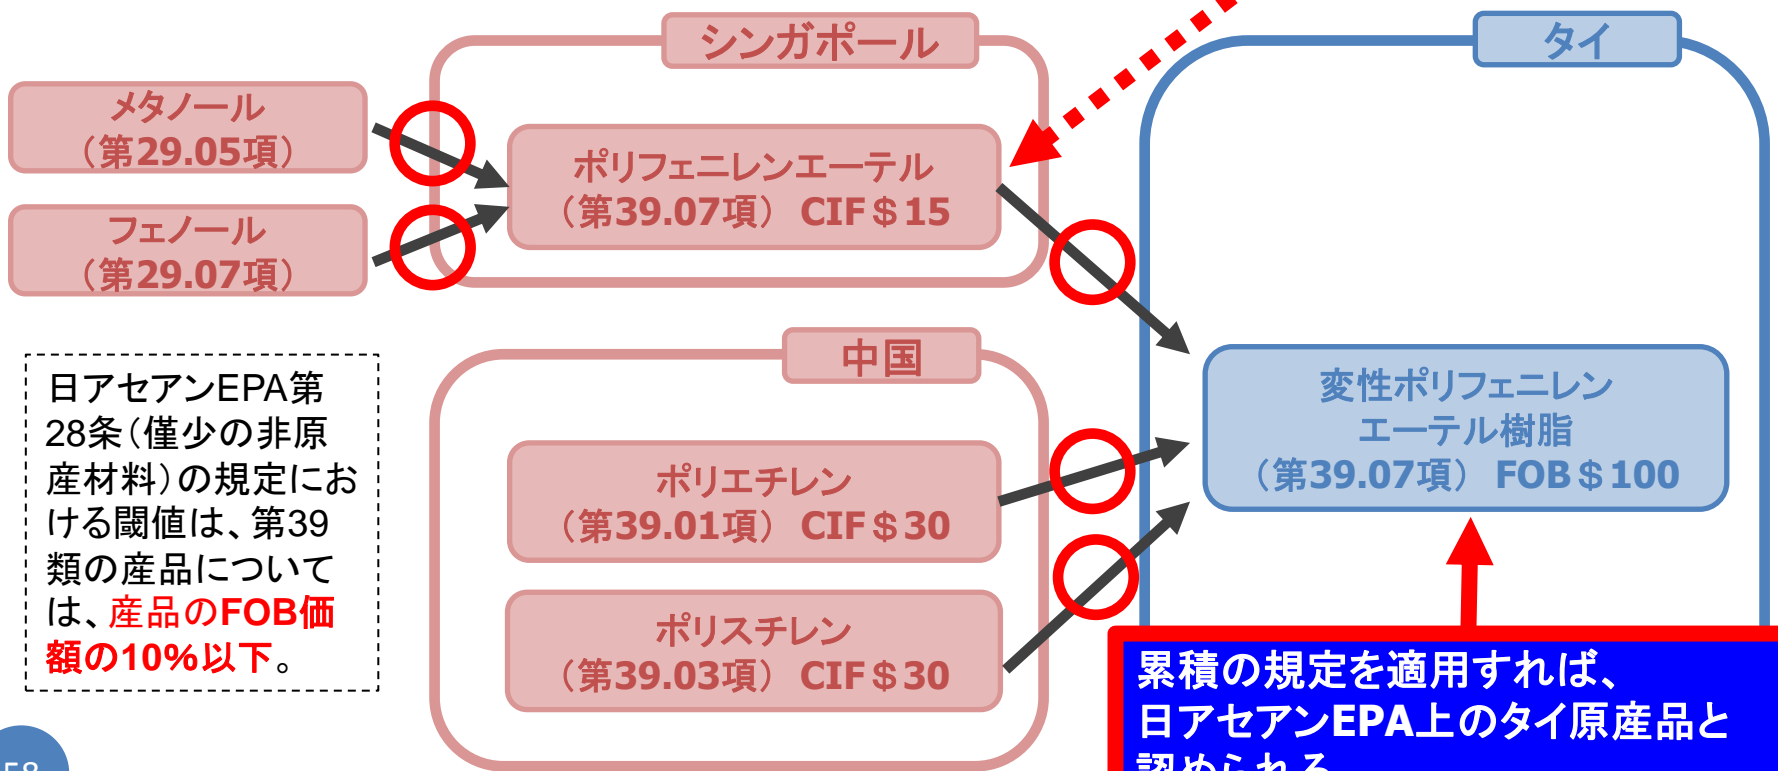 シンガポール
タイ
メタノール
（第29.05項）
フェノール
（第29.07項）
ポリフェニレンエーテル
（第39.07項） CIF＄15
中国
ポリエチレン
（第39.01項） CIF＄30
ポリスチレン
（第39.03項） CIF＄30
変性ポリフェニレン
エーテル樹脂
（第39.07項） FOB＄100
日アセアンEPA第
28条（僅少の非原
産材料）の規定にお
ける閾値は、第39
類の産品について
は、産品のFOB価
額の10%以下。
累積の規定を適用すれば、
日アセアンEPA上のタイ原産品と
認められる
58